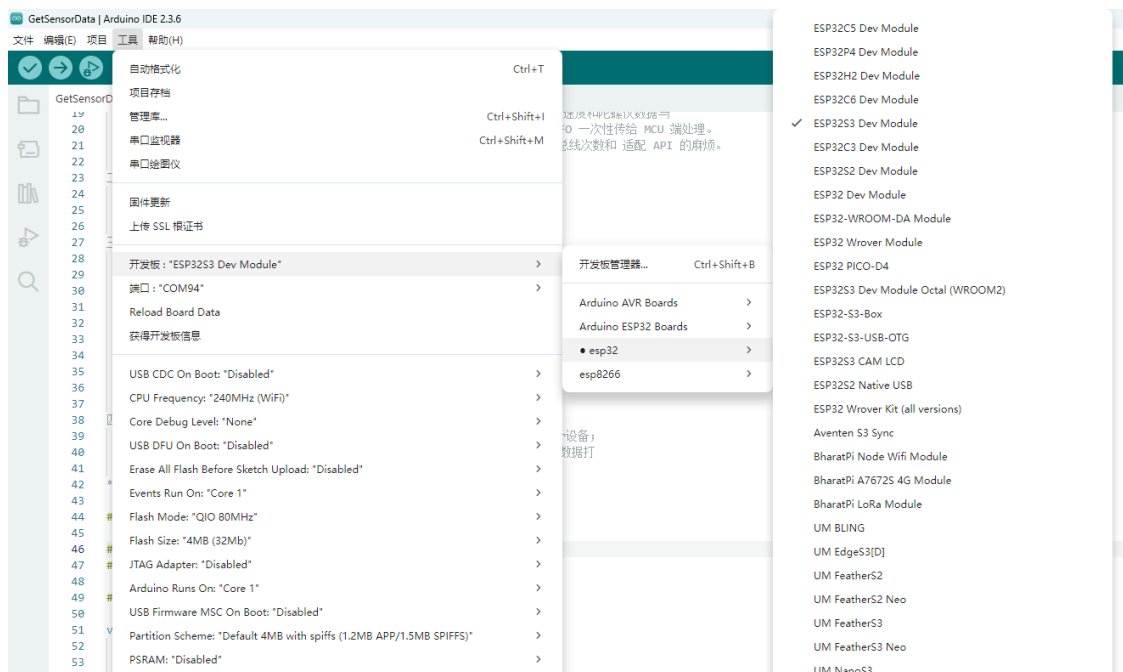 GetSensorData | Arduino IDE 2.3.6
文件 编辑(E) 项目 工具 帮助(H)
GetSensorD
自动格式化 Ctrl+T
项目存档
管理库... Ctrl+Shift+I
串口监视器 Ctrl+Shift+M
串口绘图仪
固件更新
上传 SSL 根证书
开发板 : "ESP32S3 Dev Module"
端口 : "COM94"
Reload Board Data
获得开发板信息
USB CDC On Boot: "Disabled"
CPU Frequency: "240MHz (WiFi)"
Core Debug Level: "None"
USB DFU On Boot: "Disabled"
Erase All Flash Before Sketch Upload: "Disabled"
Events Run On: "Core 1"
Flash Mode: "QIO 80MHz"
Flash Size: "4MB (32Mb)"
JTAG Adapter: "Disabled"
Arduino Runs On: "Core 1"
USB Firmware MSC On Boot: "Disabled"
Partition Scheme: "Default 4MB with spiffs (1.2MB APP/1.5MB SPIFFS)"
PSRAM: "Disabled"
19
20
21
22
23
24
25
26
27
28
29
30
31
32
33
34
35
36
37
38
39
40
41
42
43
44 #
45
46 #
47 #
48
49 #
50
51 v
52
53
FO 一次性传给 MCU 端处理。
总线次数和 适配 API 的麻烦。
设备;
数据打
开发板管理器... Ctrl+Shift+B
Arduino AVR Boards
Arduino ESP32 Boards
esp32
esp8266
ESP32C5 Dev Module
ESP32P4 Dev Module
ESP32H2 Dev Module
ESP32C6 Dev Module
ESP32S3 Dev Module
ESP32C3 Dev Module
ESP32S2 Dev Module
ESP32 Dev Module
ESP32-WROOM-DA Module
ESP32 Wrover Module
ESP32 PICO-D4
ESP32S3 Dev Module Octal (WROOM2)
ESP32-S3-Box
ESP32-S3-USB-OTG
ESP32S3 CAM LCD
ESP32S2 Native USB
ESP32 Wrover Kit (all versions)
Aventen S3 Sync
BharatPi Node Wifi Module
BharatPi A7672S 4G Module
BharatPi LoRa Module
UM BLING
UM EdgeS3[D]
UM FeatherS2
UM FeatherS2 Neo
UM FeatherS3
UM FeatherS3 Neo
UM NanoS3